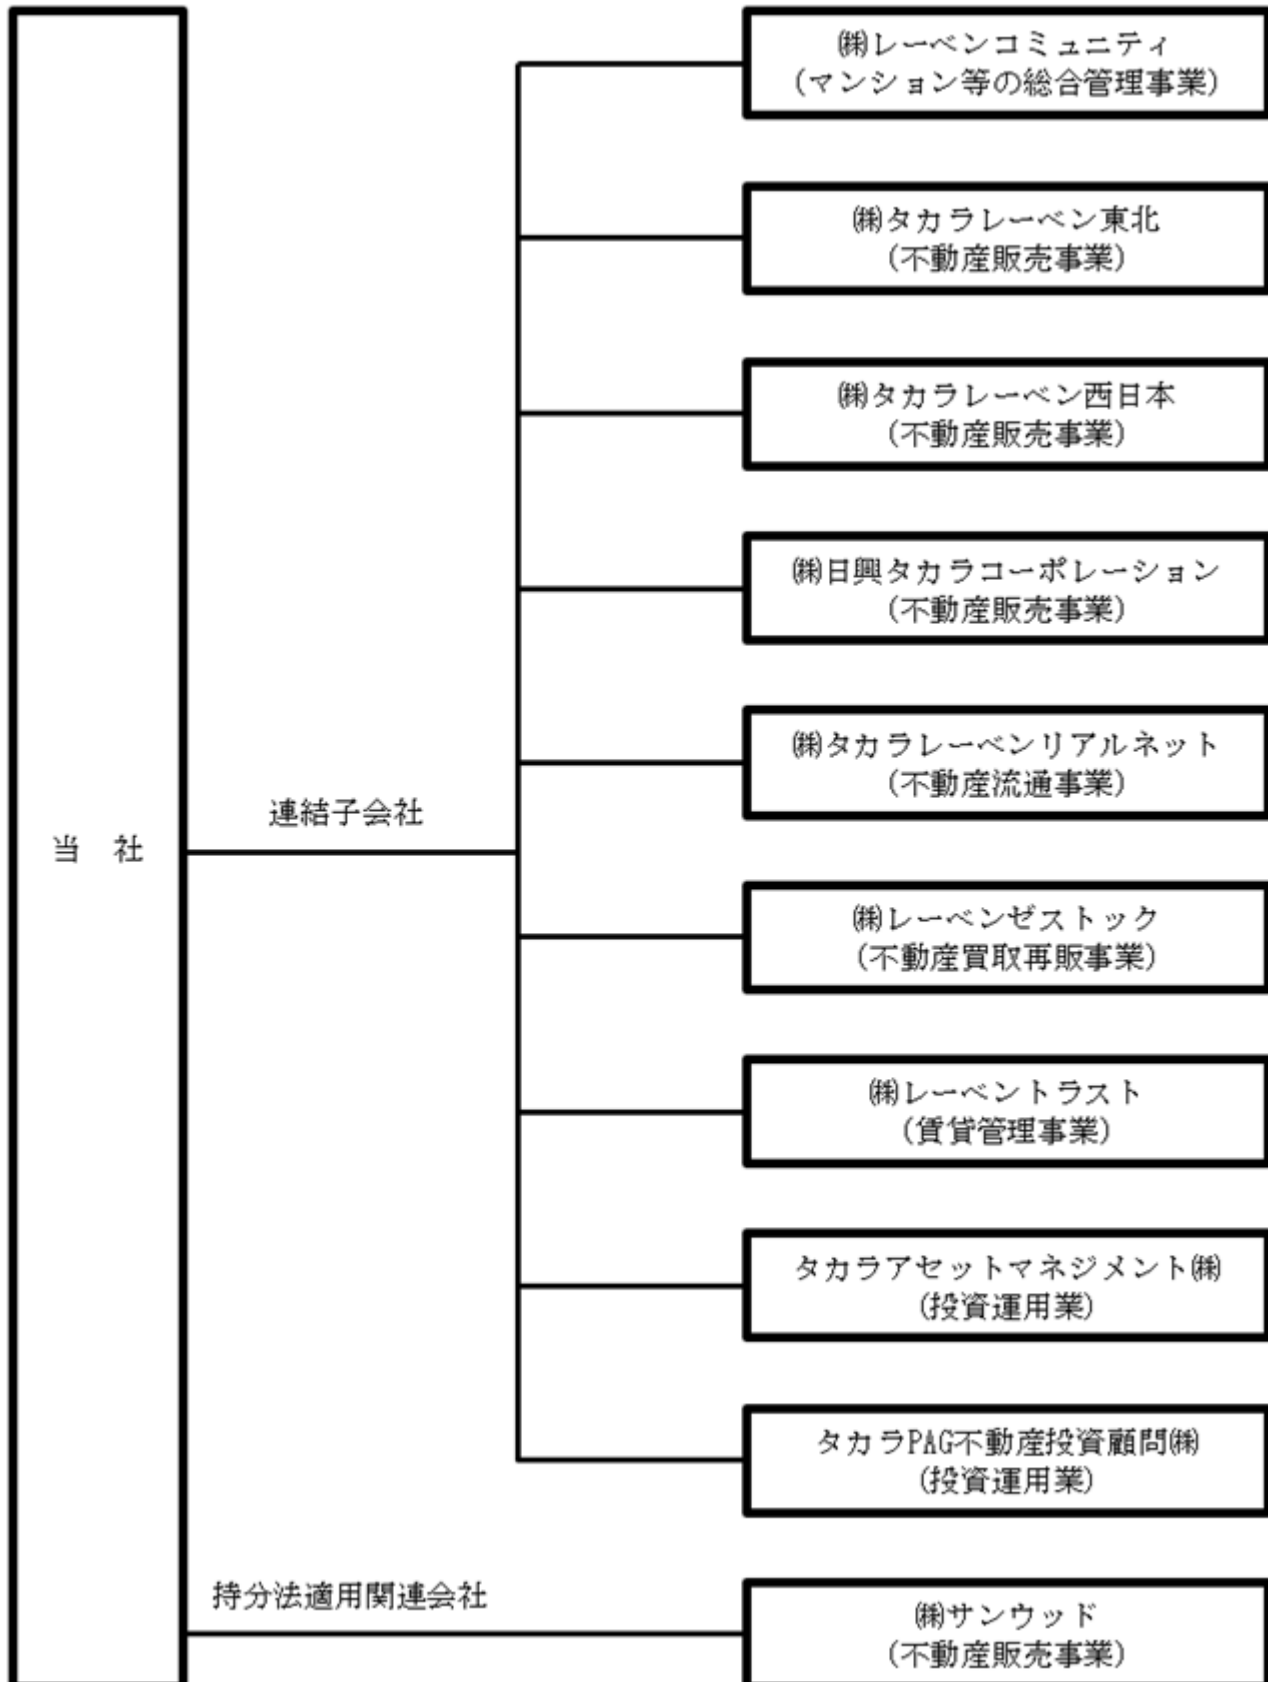 ㈱レーベンコミュニティ
(マンション等の総合管理事業)
㈱タカラレーベン東北
(不動産販売事業)
㈱タカラレーベン西日本
(不動産販売事業)
㈱日興タカラコーポレーション
(不動産販売事業)
㈱タカラレーベンリアルネット
(不動産流通事業)
連結子会社
当　社
㈱レーベンゼストック
(不動産買取再販事業)
㈱レーベントラスト
(賃貸管理事業)
タカラアセットマネジメント㈱
(投資運用業)
タカラPAG不動産投資顧問㈱
(投資運用業)
持分法適用関連会社
㈱サンウッド
(不動産販売事業)